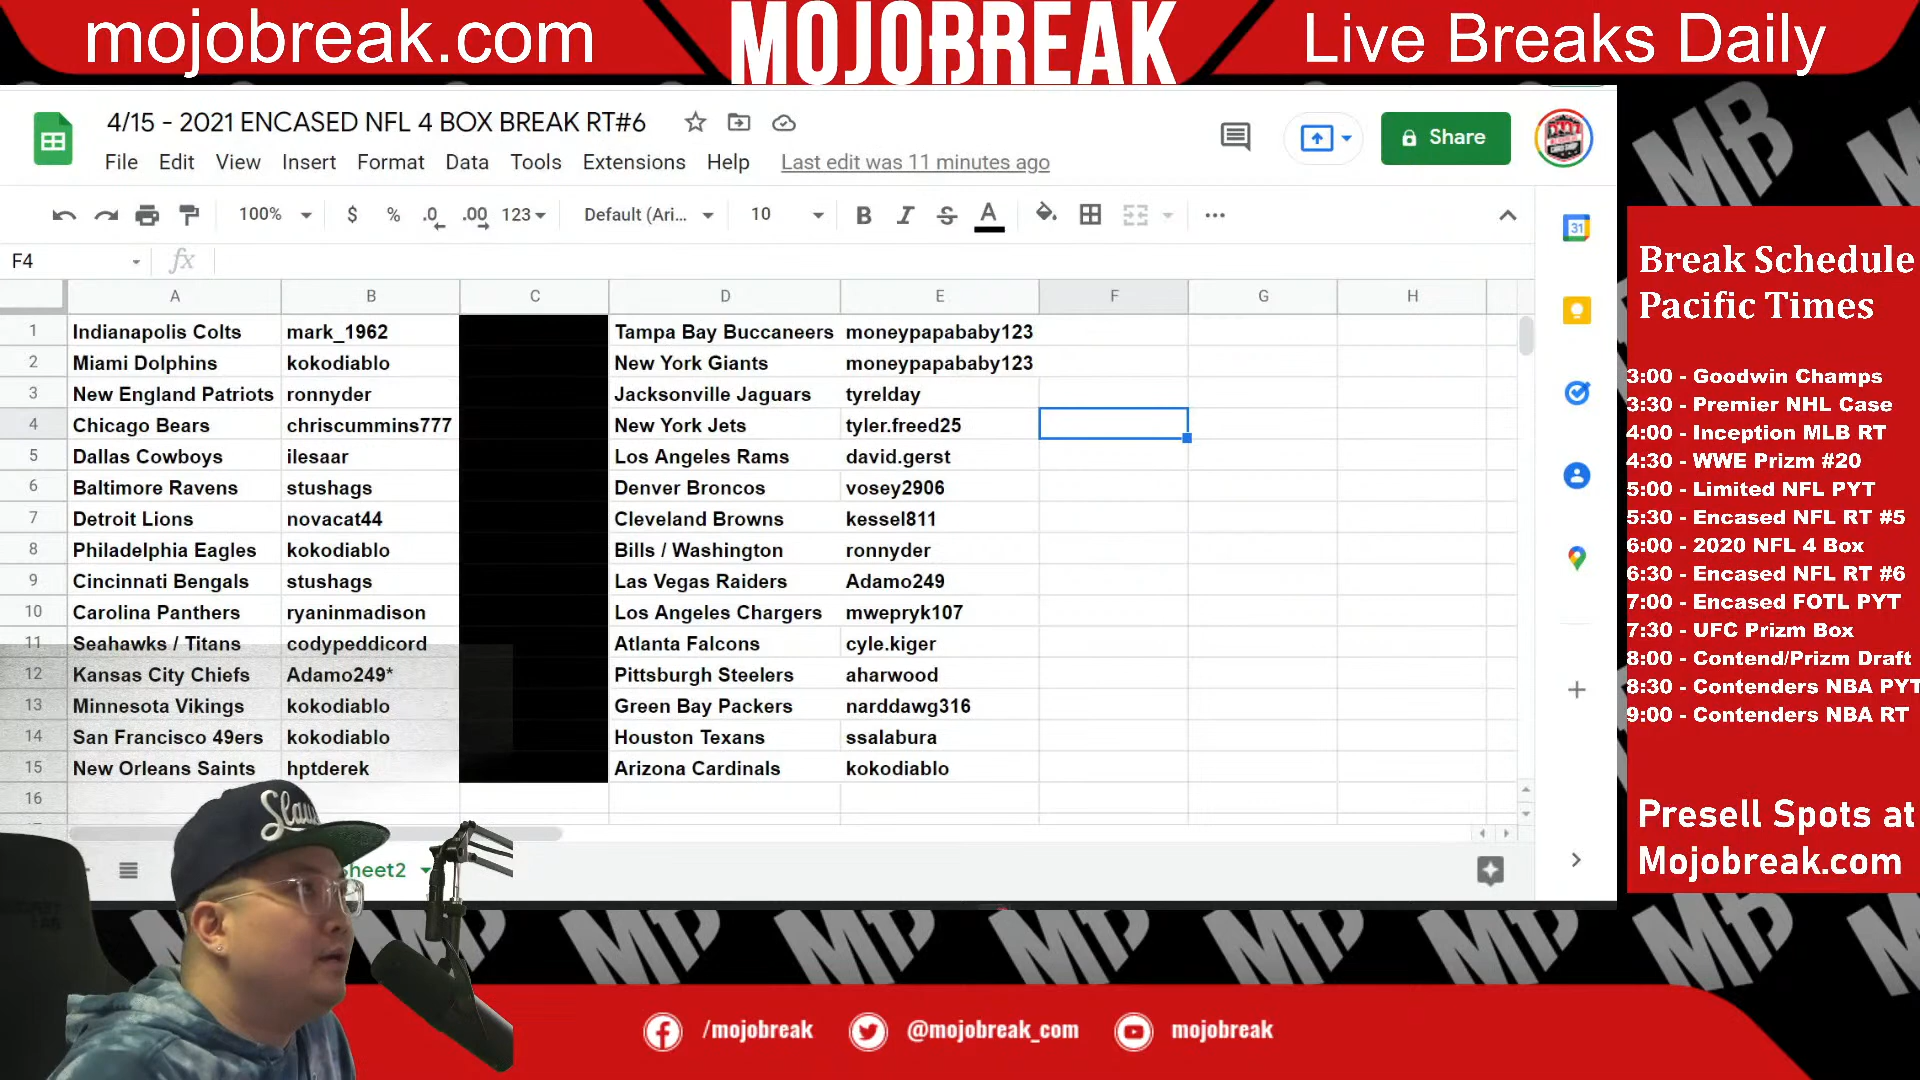 mojobreak.com
MOJOBREAK
Live Breaks Daily
4/15 - 2021 ENCASED NFL 4 BOX BREAK RT#6
Share
File Edit View Insert Format Data Tools Extensions Help Last edit was 11 minutes ago
100% $ % .0 .00 123 Default (Ari... 10 B I S A
F4 fx
A B C D E F G H
1 Indianapolis Colts mark_1962 Tampa Bay Buccaneers moneypapababy123
2 Miami Dolphins kokodiablo New York Giants moneypapababy123
3 New England Patriots ronnyder Jacksonville Jaguars tyrelday
4 Chicago Bears chriscummins777 New York Jets tyler.freed25
5 Dallas Cowboys ilesaar Los Angeles Rams david.gerst
6 Baltimore Ravens stushags Denver Broncos vosey2906
7 Detroit Lions novacat44 Cleveland Browns kessel811
8 Philadelphia Eagles kokodiablo Bills / Washington ronnyder
9 Cincinnati Bengals stushags Las Vegas Raiders Adamo249
10 Carolina Panthers ryaninmadison Los Angeles Chargers mwepryk107
11 Seahawks / Titans codypeddicord Atlanta Falcons cyle.kiger
12 Kansas City Chiefs Adamo249* Pittsburgh Steelers aharwood
13 Minnesota Vikings kokodiablo Green Bay Packers narddawg316
14 San Francisco 49ers kokodiablo Houston Texans ssalabura
15 New Orleans Saints hptderek Arizona Cardinals kokodiablo
16
31
Break Schedule
Pacific Times
3:00 - Goodwin Champs
3:30 - Premier NHL Case
4:00 - Inception MLB RT
4:30 - WWE Prizm #20
5:00 - Limited NFL PYT
5:30 - Encased NFL RT #5
6:00 - 2020 NFL 4 Box
6:30 - Encased NFL RT #6
7:00 - Encased FOTL PYT
7:30 - UFC Prizm Box
8:00 - Contend/Prizm Draft
8:30 - Contenders NBA PYT
9:00 - Contenders NBA RT
Presell Spots at
Mojobreak.com
/mojobreak @mojobreak_com mojobreak